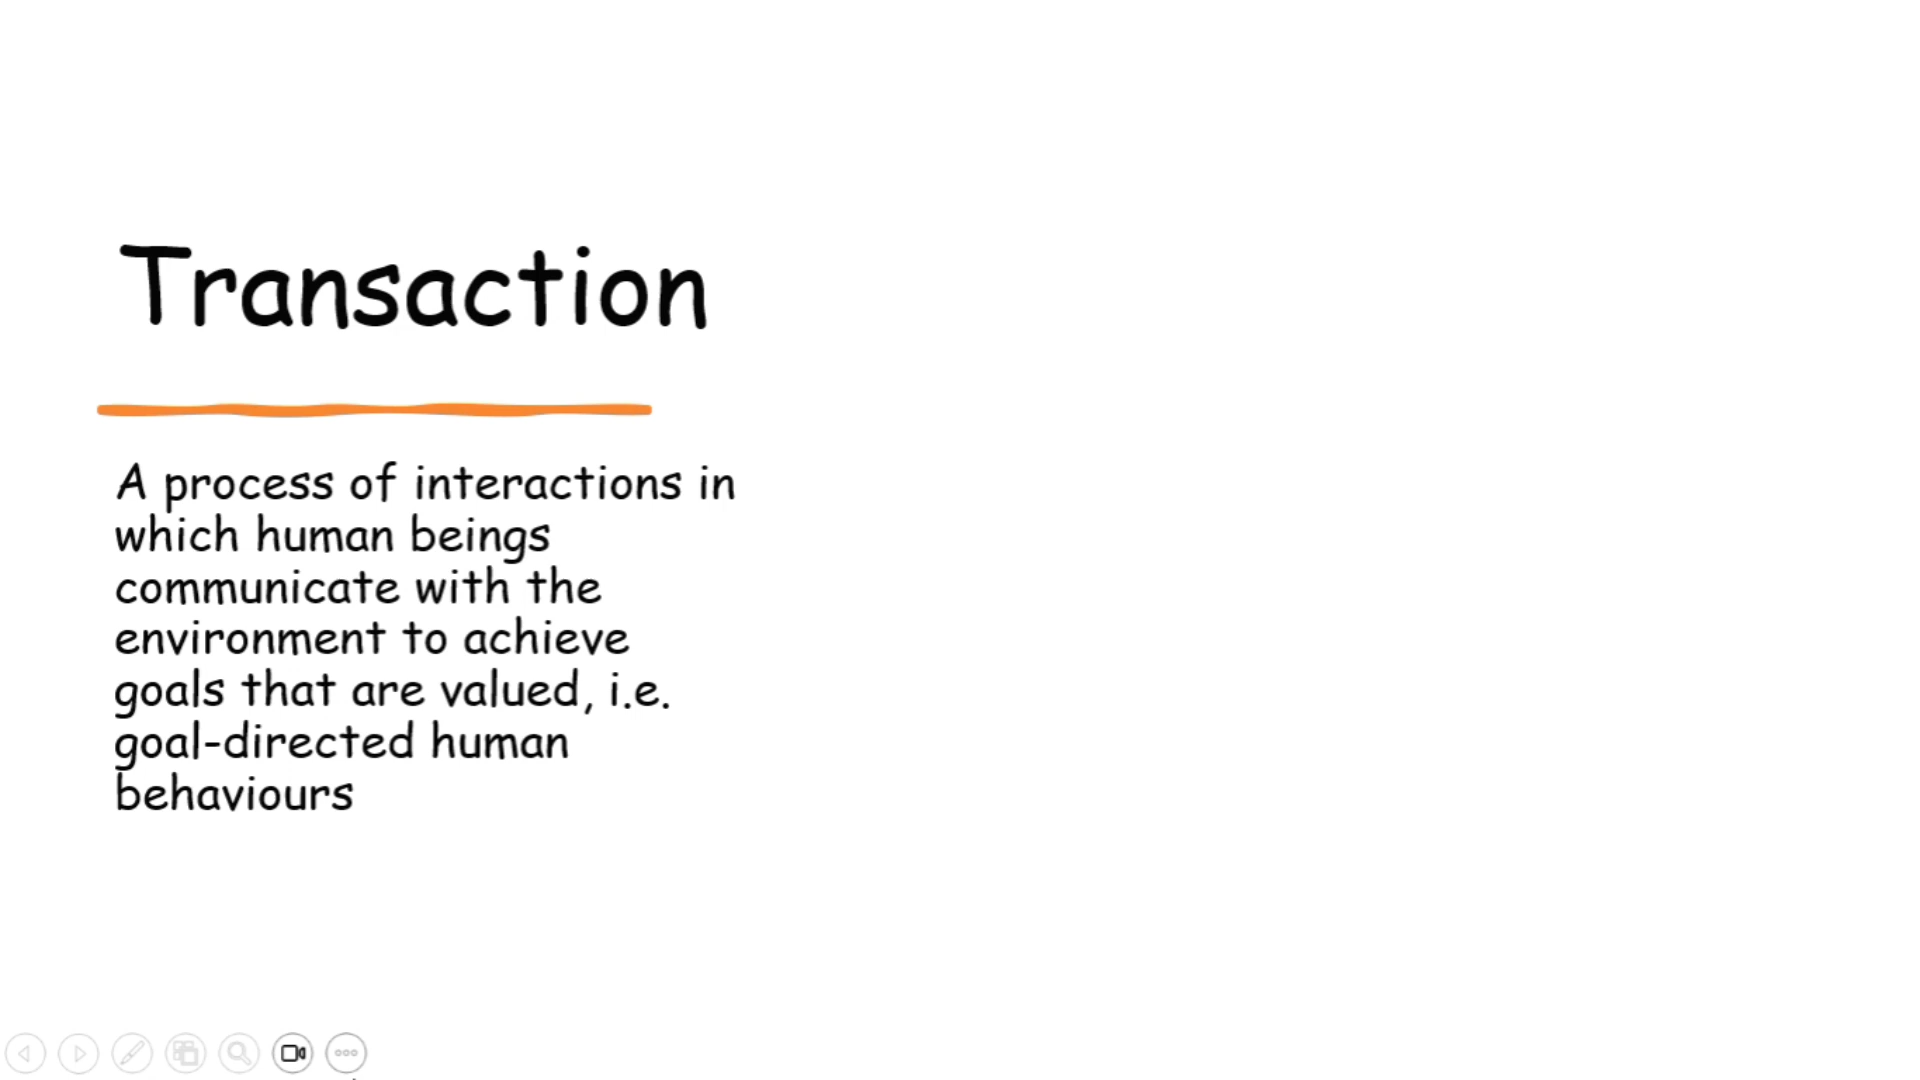 Transaction
A process of interactions in
which human beings
communicate with the
environment to achieve
goals that are valued, i.e.
goal-directed human
behaviours